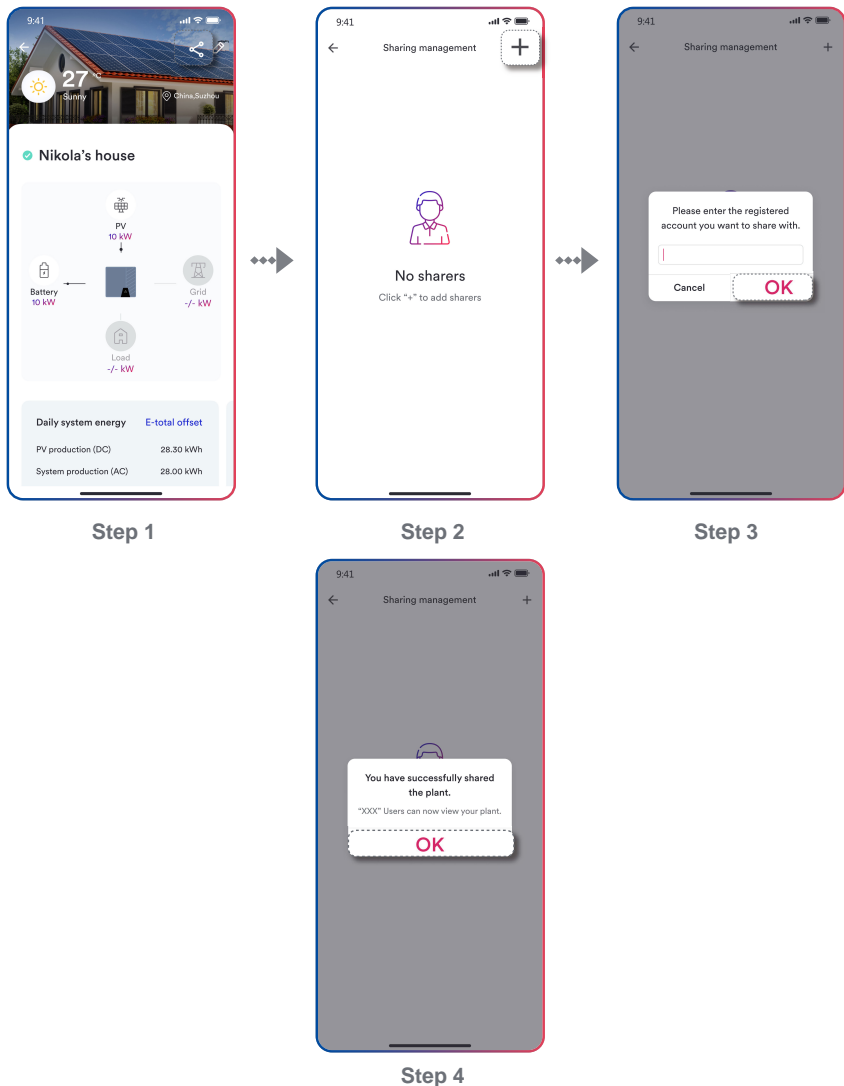 9:41
27 °C
Sunny
China,Suzhou
Nikola’s house
PV
10 kW
Battery
10 kW
Grid
-/- kW
Load
-/- kW
Daily system energy E-total offset
PV production (DC) 28.30 kWh
System production (AC) 28.00 kWh
Step 1
9:41
Sharing management
No sharers
Click “+” to add sharers
Step 2
9:41
Sharing management
Please enter the registered
account you want to share with.
Cancel OK
Step 3
9:41
Sharing management
You have successfully shared
the plant.
“XXX” Users can now view your plant.
OK
Step 4